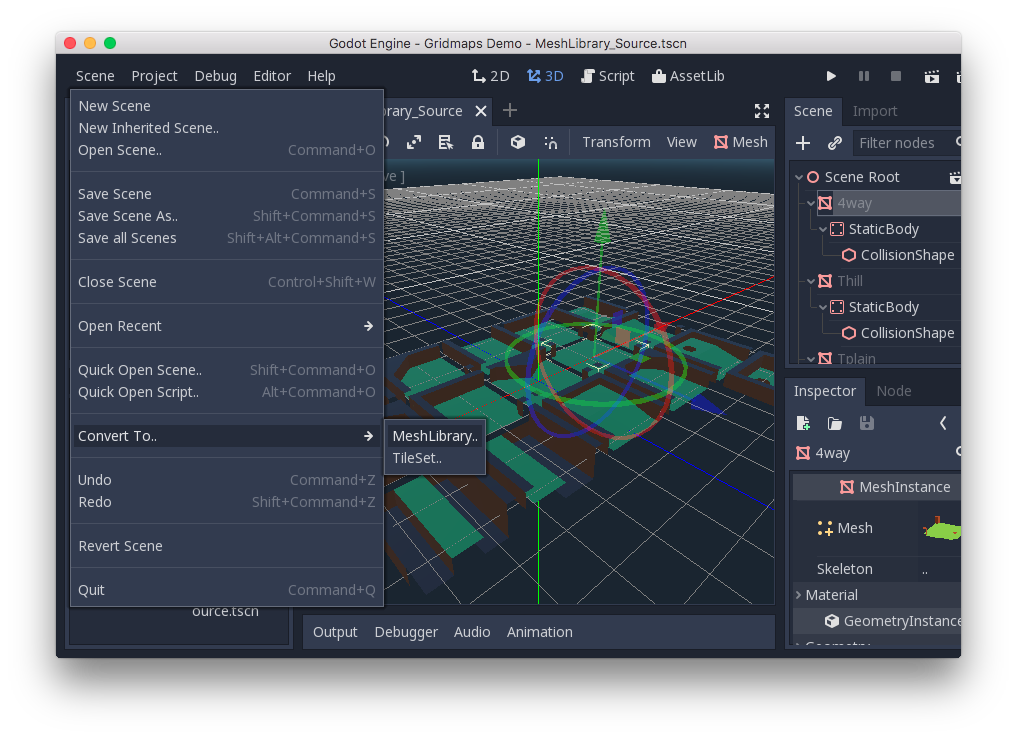 Godot Engine - Gridmaps Demo - MeshLibrary_Source.tscn
Scene Project Debug Editor Help
2D 3D Script AssetLib
New Scene
New Inherited Scene..
Open Scene.. Command+O
Save Scene Command+S
Save Scene As.. Shift+Command+S
Save all Scenes Shift+Alt+Command+S
Close Scene Control+Shift+W
Open Recent
Quick Open Scene.. Shift+Command+O
Quick Open Script.. Alt+Command+O
Convert To..
MeshLibrary..
TileSet..
Undo Command+Z
Redo Shift+Command+Z
Revert Scene
Quit Command+Q
ource.tscn
brary_Source
Transform View Mesh
ve ]
Output Debugger Audio Animation
Scene Import
Filter nodes
Scene Root
4way
StaticBody
CollisionShape
Thill
StaticBody
CollisionShape
Tplain
Inspector Node
4way
MeshInstance
Mesh
Skeleton ..
Material
GeometryInstance
Geometry